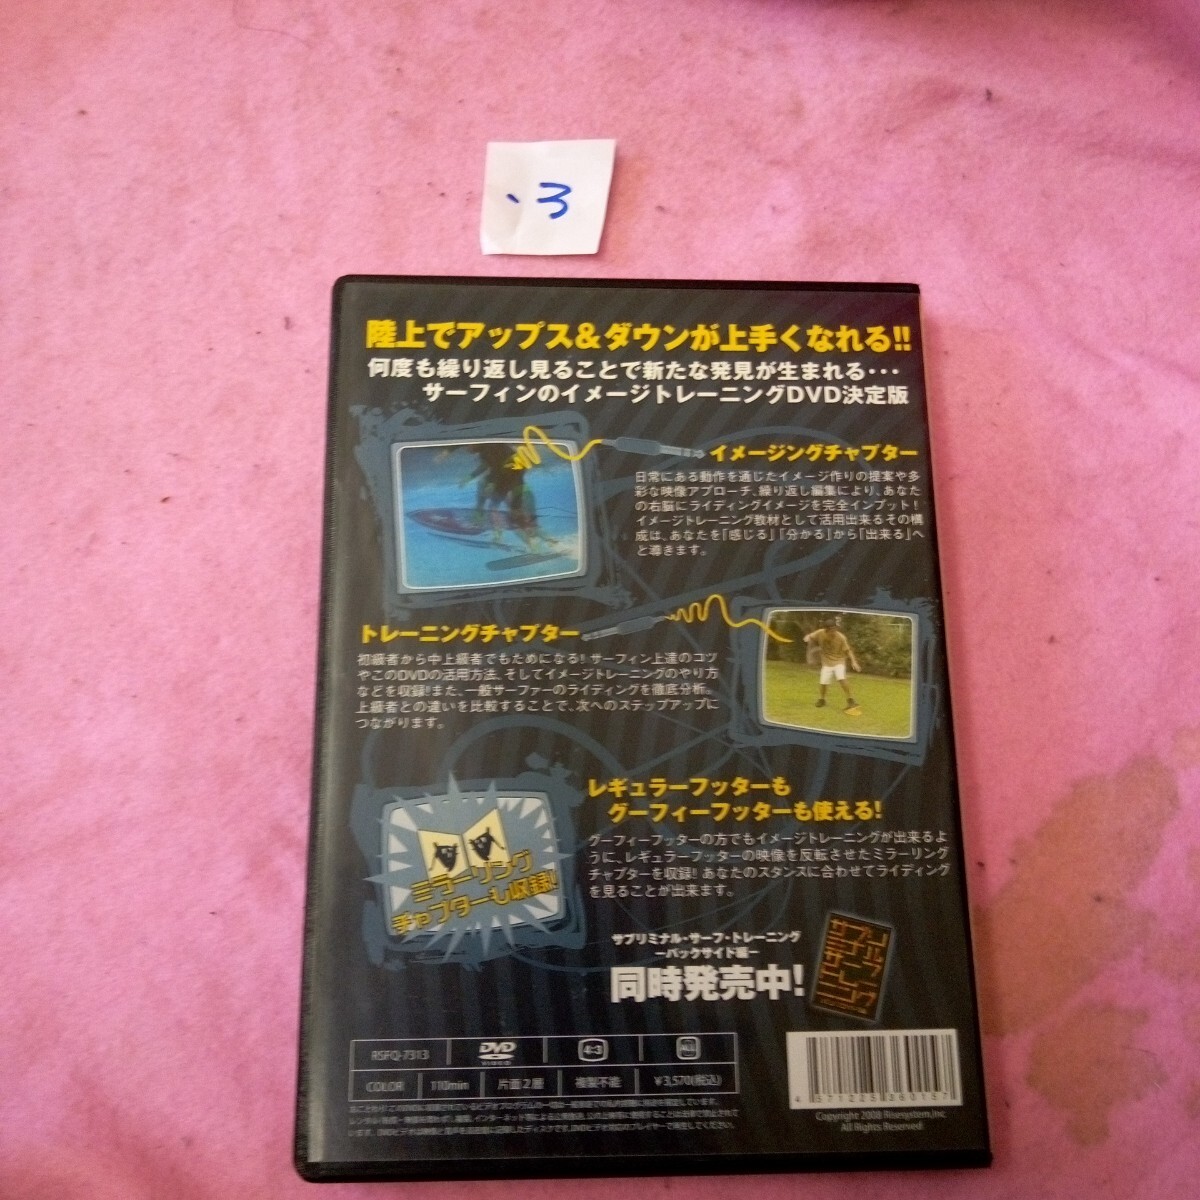 、3
陸上でアップス&ダウンが上手くなれる!!
何度も繰り返し見ることで新たな発見が生まれる・・・
サーフィンのイメージトレーニングDVD決定版
イメージングチャプター
日常にある動作を通じたイメージ作りの提案や多
彩な映像アプローチ、繰り返し編集により、あなた
の右脳にライディングイメージを完全インプット!
イメージトレーニング教材として活用出来るその構
成は、あなたを「感じる」「分かる」から「出来る」へ
と導きます。
トレーニングチャプター
初級者から中上級者でもためになる!サーフィン上達のコツ
やこのDVDの活用方法、そしてイメージトレーニングのやり方
などを収録!また、一般サーファーのライディングを徹底分析。
上級者との違いを比較することで、次へのステップアップに
つながります。
レギュラーフッターも
グーフィーフッターも使える!
グーフィーフッターの方でもイメージトレーニングが出来るよ
うに、レギュラーフッターの映像を反転させたミラーリング
チャプターを収録!あなたのスタンスに合わせてライディング
を見ることが出来ます。
ミラーリング
チャプターも収録!
サブリミナル・サーフ・トレーニング
ーバックサイド編ー
同時発売中!
サブリ
ミナル
サーフ
トレー
ニング
RSFQ-7313
DVD
VIDEO
4:3
ALL
COLOR
110min
片面2層
複製不能
¥3,570(税込)
4 571225 360157
Copyright 2008 Risesystem,inc
All Rights Reserved